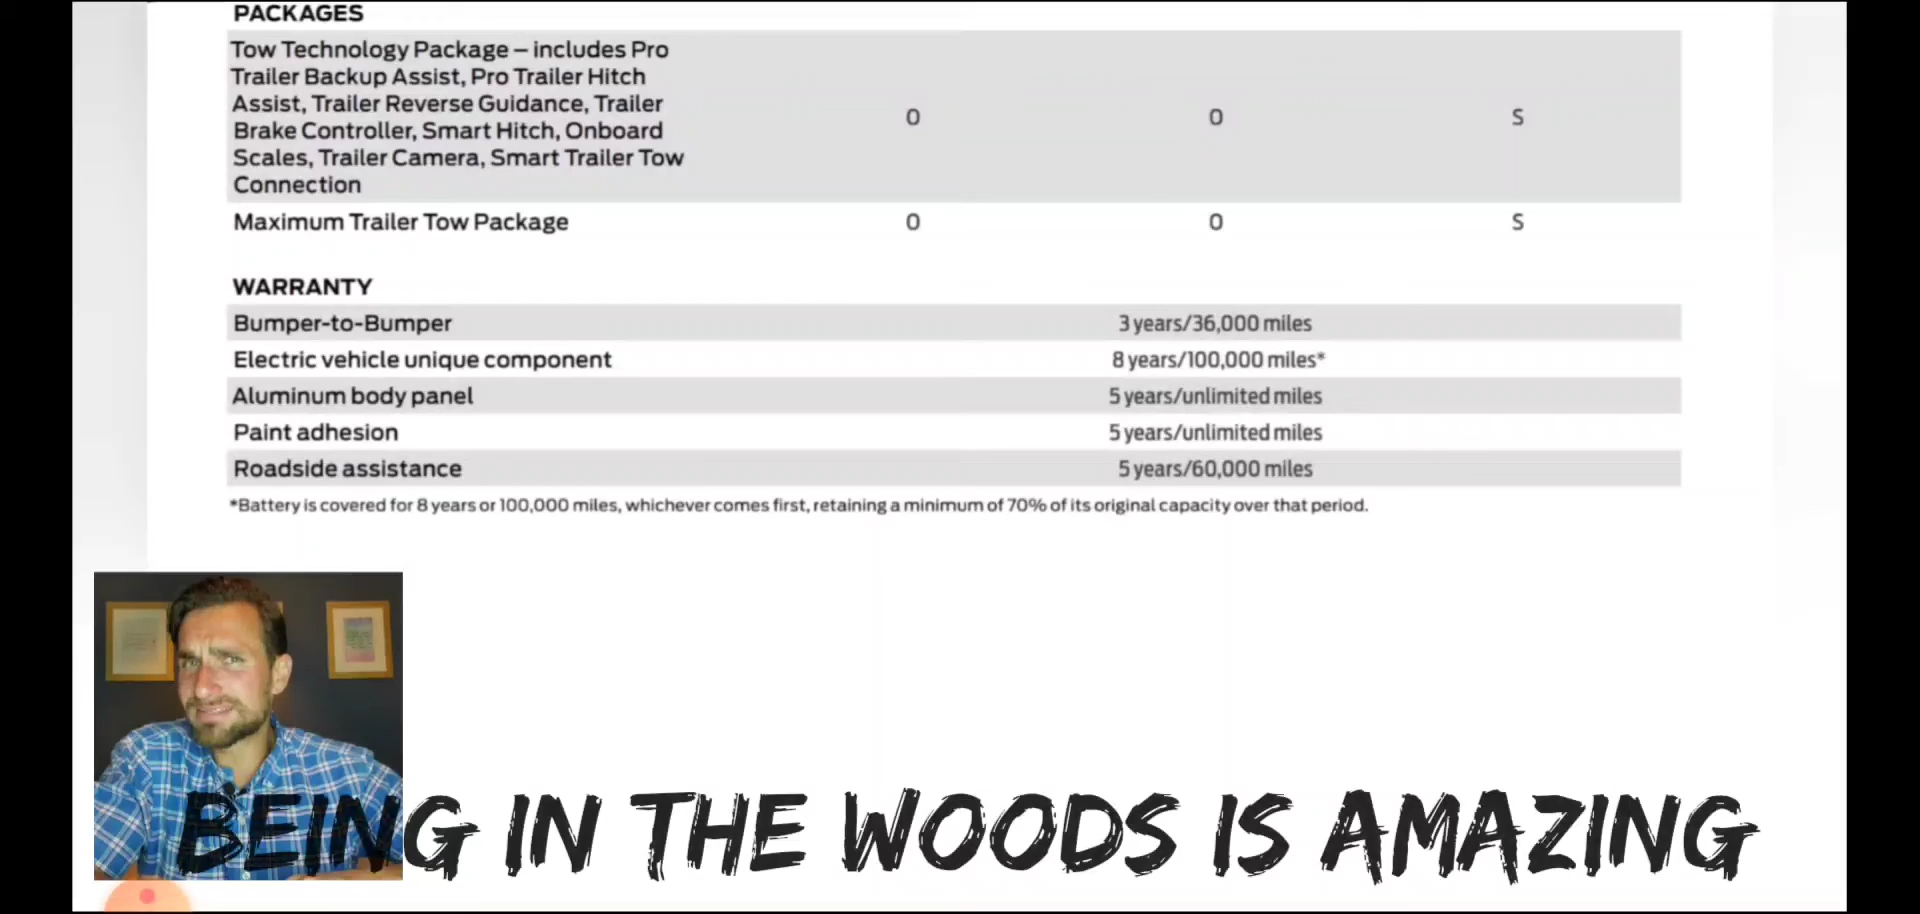 PACKAGES
Tow Technology Package – includes Pro
Trailer Backup Assist, Pro Trailer Hitch
Assist, Trailer Reverse Guidance, Trailer
Brake Controller, Smart Hitch, Onboard
Scales, Trailer Camera, Smart Trailer Tow
Connection
O O S
Maximum Trailer Tow Package O O S
WARRANTY
Bumper-to-Bumper 3 years/36,000 miles
Electric vehicle unique component 8 years/100,000 miles*
Aluminum body panel 5 years/unlimited miles
Paint adhesion 5 years/unlimited miles
Roadside assistance 5 years/60,000 miles
*Battery is covered for 8 years or 100,000 miles, whichever comes first, retaining a minimum of 70% of its original capacity over that period.
BEING IN THE WOODS IS AMAZING